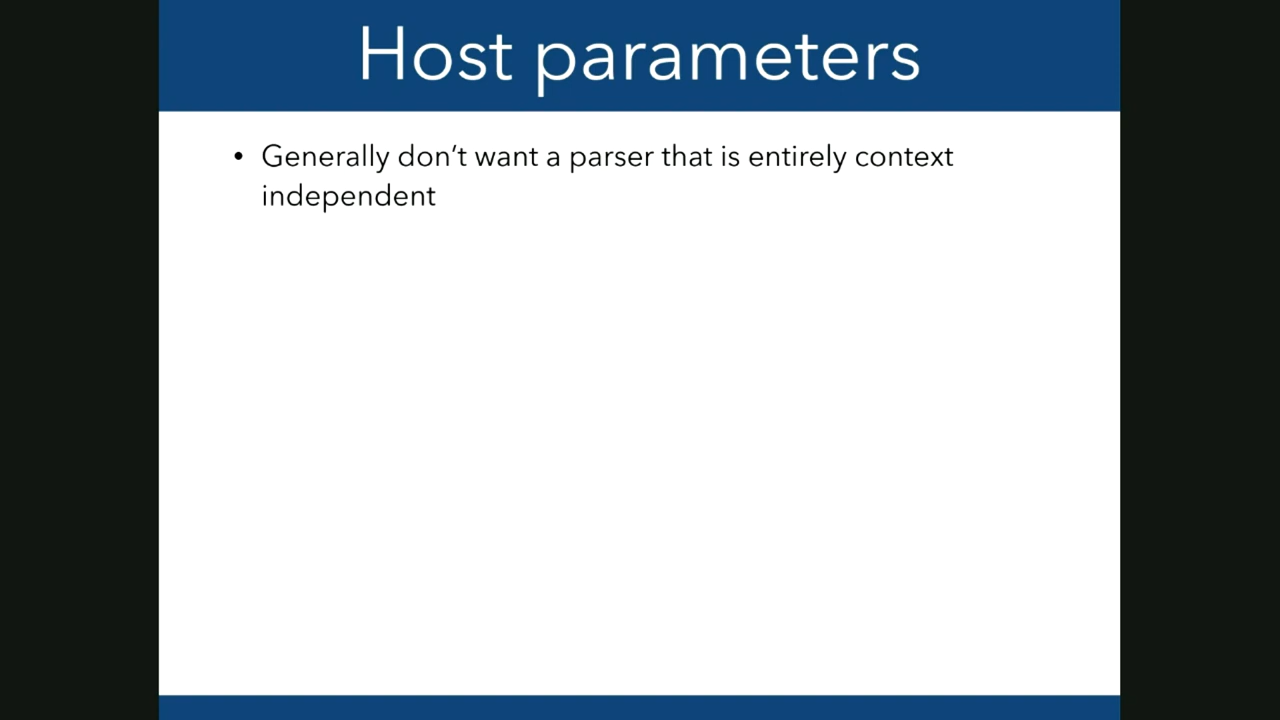 Host parameters
• Generally don’t want a parser that is entirely context
independent